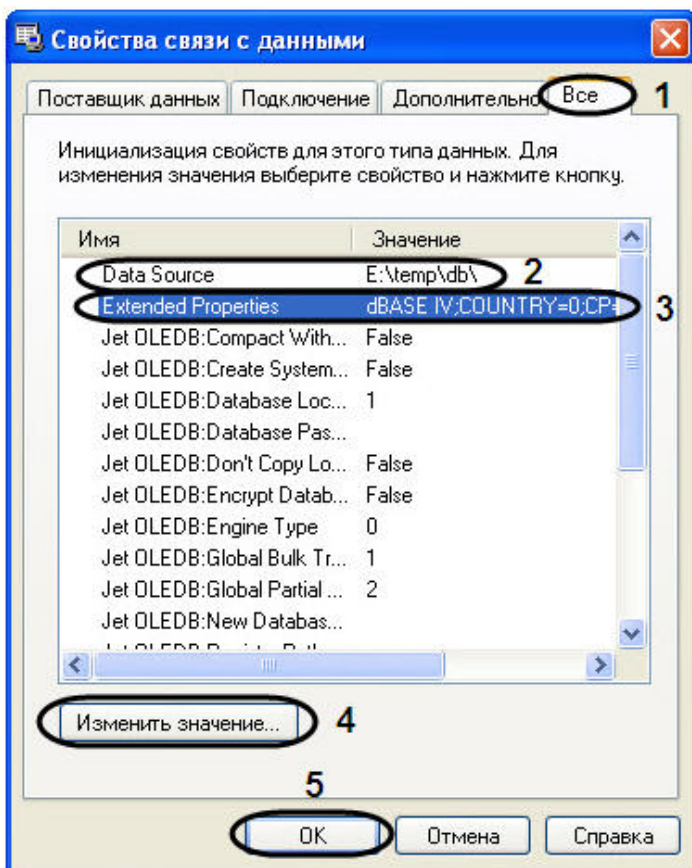 Свойства связи с данными
Поставщик данных Подключение Дополнительно Все 1
Инициализация свойств для этого типа данных. Для
изменения значения выберите свойство и нажмите кнопку.
Имя Значение
Data Source E:\temp\db\ 2
Extended Properties dBASE IV;COUNTRY=0;CP= 3
Jet OLEDB:Compact With... False
Jet OLEDB:Create System... False
Jet OLEDB:Database Loc... 1
Jet OLEDB:Database Pas...
Jet OLEDB:Don't Copy Lo... False
Jet OLEDB:Encrypt Datab... False
Jet OLEDB:Engine Type 0
Jet OLEDB:Global Bulk Tr... 1
Jet OLEDB:Global Partial ... 2
Jet OLEDB:New Databas...
Jet OLEDB:
Изменить значение... 4
5
OK Отмена Справка